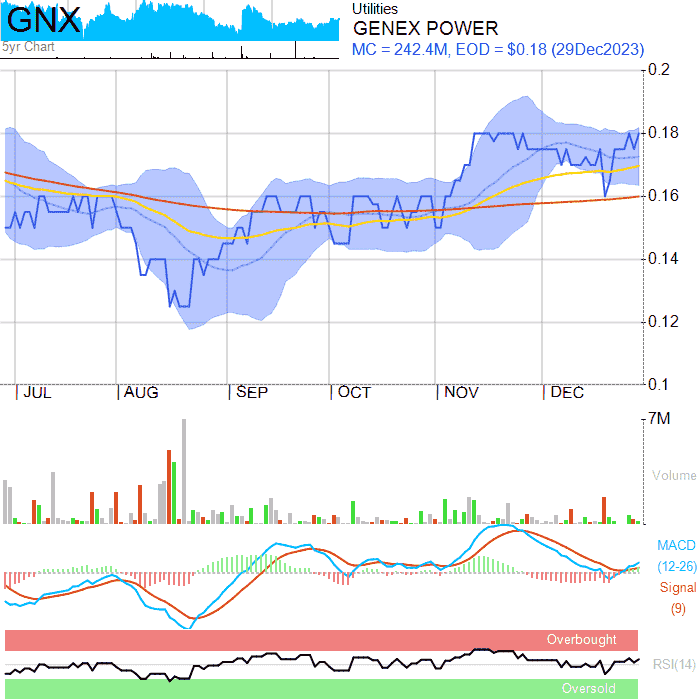 GNX
5yr Chart
Utilities
GENEX POWER
MC = 242.4M, EOD = $0.18 (29Dec2023)
0.2
0.18
0.16
0.14
0.12
0.1
JUL AUG SEP OCT NOV DEC
7M
Volume
MACD
(12-26)
Signal
(9)
Overbought
RSI(14)
Oversold